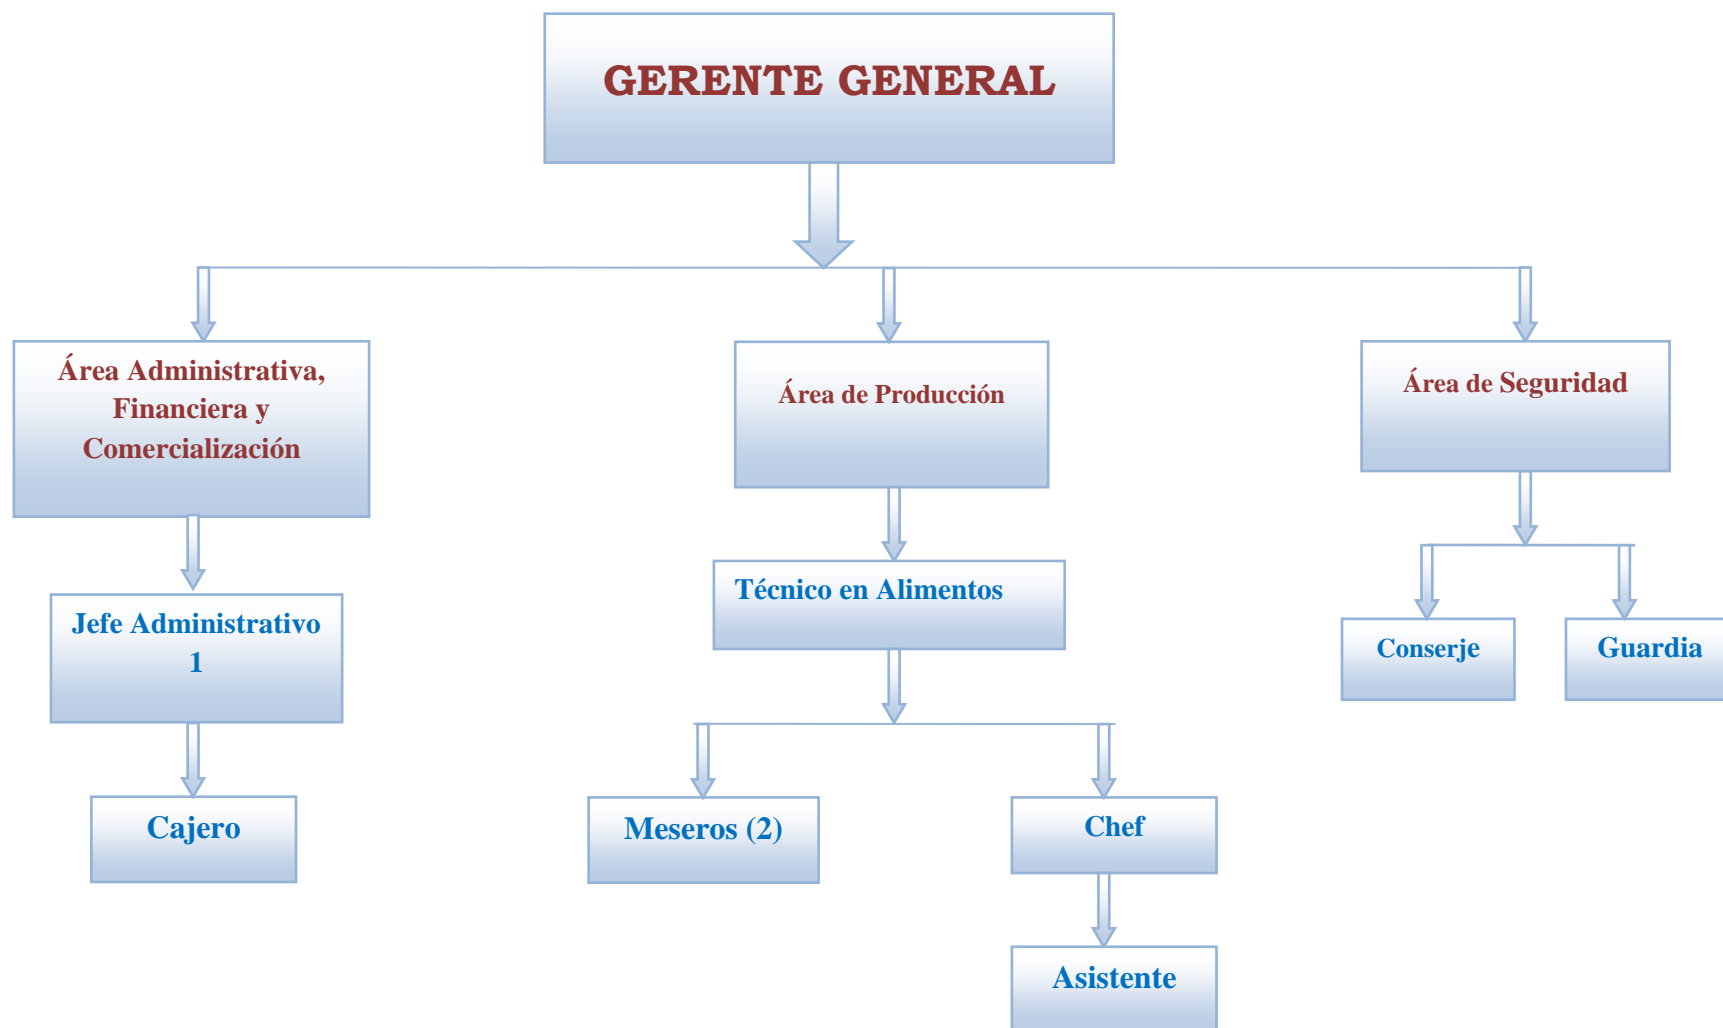 GERENTE GENERAL
Área Administrativa,
Financiera y
Comercialización
Área de Producción
Área de Seguridad
Jefe Administrativo
1
Técnico en Alimentos
Conserje
Guardia
Cajero
Meseros (2)
Chef
Asistente